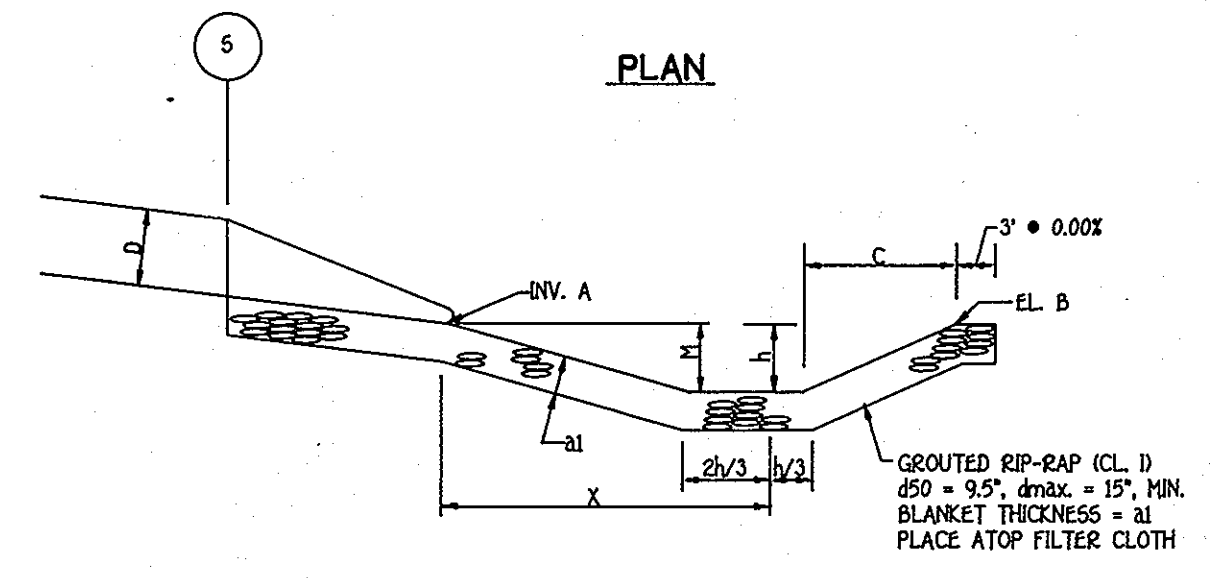 5
PLAN
D
INV. A
M
h
C
3' ● 0.00%
EL. B
a1
2h/3
h/3
X
GROUTED RIP-RAP (CL. I)
d50 = 9.5", dmax. = 15", MIN.
BLANKET THICKNESS = a1
PLACE ATOP FILTER CLOTH